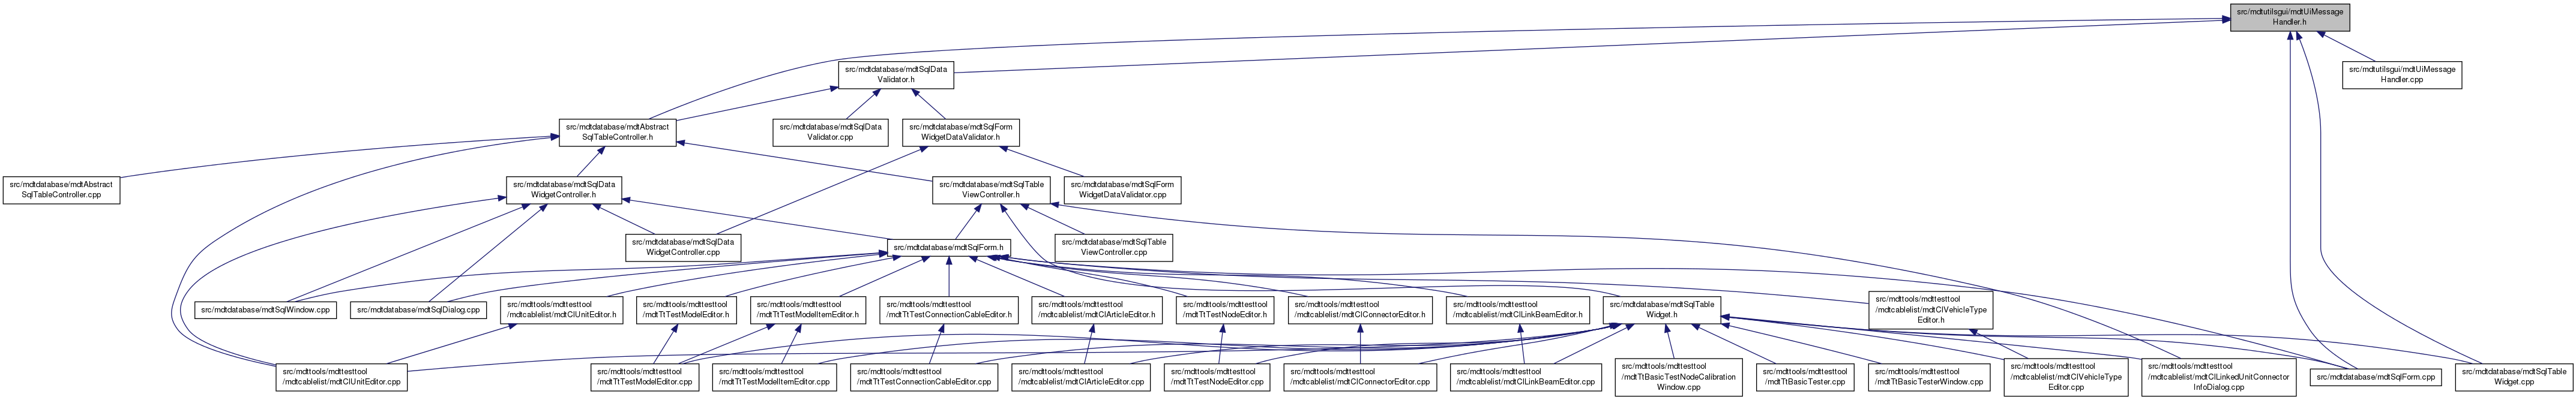 src/mdtutilsgui/mdtUiMessage
Handler.h
src/mdtdatabase/mdtSqlData
Validator.h
src/mdtutilsgui/mdtUiMessage
Handler.cpp
src/mdtdatabase/mdtAbstract
SqlTableController.h
src/mdtdatabase/mdtSqlData
Validator.cpp
src/mdtdatabase/mdtSqlForm
WidgetDataValidator.h
src/mdtdatabase/mdtAbstract
SqlTableController.cpp
src/mdtdatabase/mdtSqlData
WidgetController.h
src/mdtdatabase/mdtSqlTable
ViewController.h
src/mdtdatabase/mdtSqlForm
WidgetDataValidator.cpp
src/mdtdatabase/mdtSqlData
WidgetController.cpp
src/mdtdatabase/mdtSqlForm.h
src/mdtdatabase/mdtSqlTable
ViewController.cpp
src/mdtdatabase/mdtSqlWindow.cpp
src/mdtdatabase/mdtSqlDialog.cpp
src/mdttools/mdttesttool
/mdtcablelist/mdtClUnitEditor.h
src/mdttools/mdttesttool
/mdtTtTestModelEditor.h
src/mdttools/mdttesttool
/mdtTtTestModelItemEditor.h
src/mdttools/mdttesttool
/mdtTtTestConnectionCableEditor.h
src/mdttools/mdttesttool
/mdtcablelist/mdtClArticleEditor.h
src/mdttools/mdttesttool
/mdtTtTestNodeEditor.h
src/mdttools/mdttesttool
/mdtcablelist/mdtClConnectorEditor.h
src/mdttools/mdttesttool
/mdtcablelist/mdtClLinkBeamEditor.h
src/mdtdatabase/mdtSqlTable
Widget.h
src/mdttools/mdttesttool
/mdtcablelist/mdtClVehicleType
Editor.h
src/mdttools/mdttesttool
/mdtcablelist/mdtClUnitEditor.cpp
src/mdttools/mdttesttool
/mdtTtTestModelEditor.cpp
src/mdttools/mdttesttool
/mdtTtTestModelItemEditor.cpp
src/mdttools/mdttesttool
/mdtTtTestConnectionCableEditor.cpp
src/mdttools/mdttesttool
/mdtcablelist/mdtClArticleEditor.cpp
src/mdttools/mdttesttool
/mdtTtTestNodeEditor.cpp
src/mdttools/mdttesttool
/mdtcablelist/mdtClConnectorEditor.cpp
src/mdttools/mdttesttool
/mdtcablelist/mdtClLinkBeamEditor.cpp
src/mdttools/mdttesttool
/mdtTtBasicTestNodeCalibration
Window.cpp
src/mdttools/mdttesttool
/mdtTtBasicTester.cpp
src/mdttools/mdttesttool
/mdtTtBasicTesterWindow.cpp
src/mdttools/mdttesttool
/mdtcablelist/mdtClVehicleType
Editor.cpp
src/mdttools/mdttesttool
/mdtcablelist/mdtClLinkedUnitConnector
InfoDialog.cpp
src/mdtdatabase/mdtSqlForm.cpp
src/mdtdatabase/mdtSqlTable
Widget.cpp